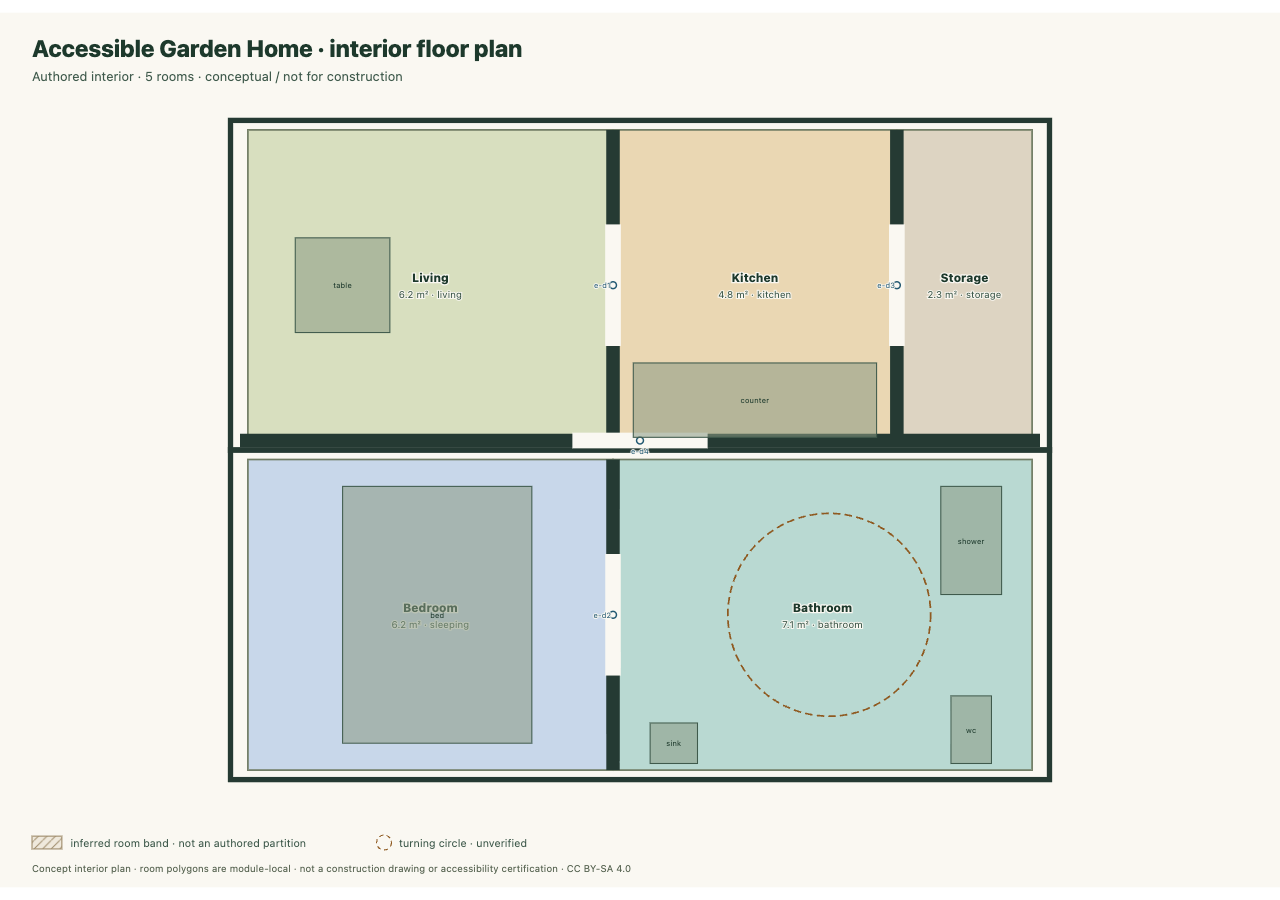 Accessible Garden Home · interior floor plan
Authored interior · 5 rooms · conceptual / not for construction
Living
6.2 m² · living
table
Kitchen
4.8 m² · kitchen
Storage
2.3 m² · storage
e-d1
e-d3
counter
e-d4
Bedroom
bed
6.2 m² · sleeping
e-d2
Bathroom
7.1 m² · bathroom
shower
sink
wc
inferred room band · not an authored partition
turning circle · unverified
Concept interior plan · room polygons are module-local · not a construction drawing or accessibility certification · CC BY-SA 4.0